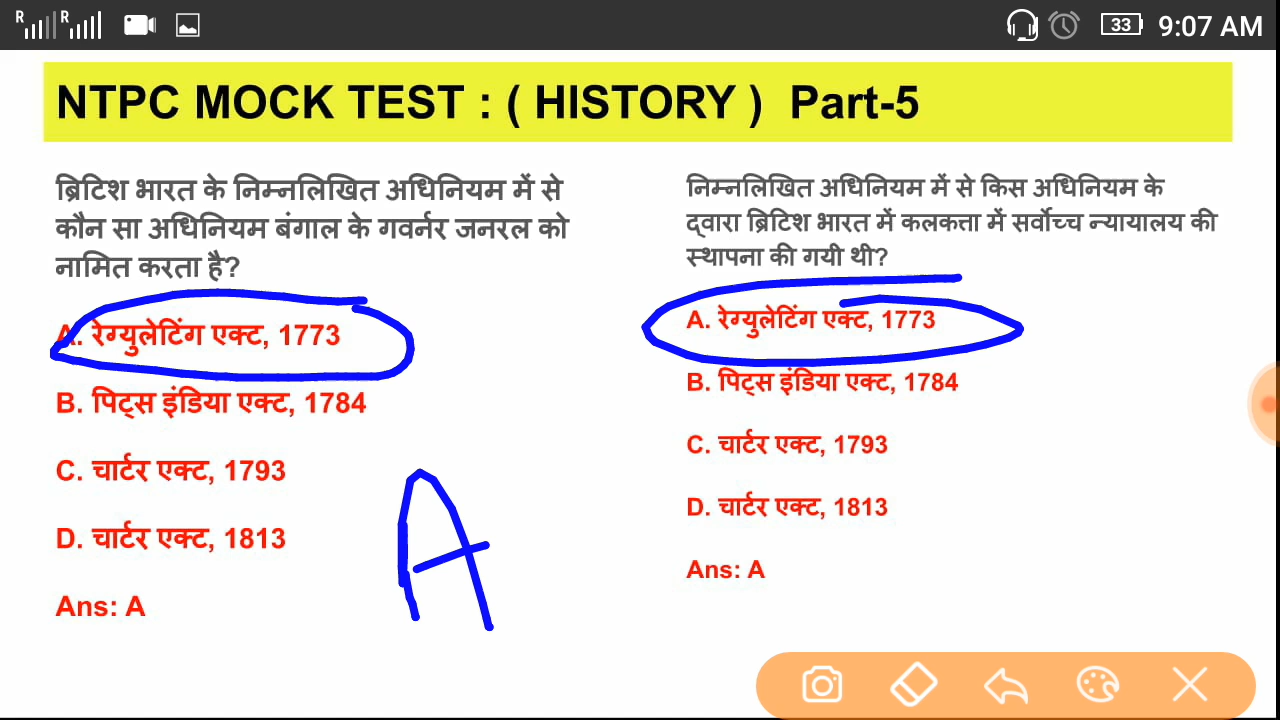 R R 33 9:07 AM
NTPC MOCK TEST : ( HISTORY ) Part-5
ब्रिटिश भारत के निम्नलिखित अधिनियम में से
कौन सा अधिनियम बंगाल के गवर्नर जनरल को
नामित करता है?
A. रेग्युलेटिंग एक्ट, 1773
B. पिट्स इंडिया एक्ट, 1784
C. चार्टर एक्ट, 1793
D. चार्टर एक्ट, 1813
Ans: A
A
निम्नलिखित अधिनियम में से किस अधिनियम के
द्वारा ब्रिटिश भारत में कलकत्ता में सर्वोच्च न्यायालय की
स्थापना की गयी थी?
A. रेग्युलेटिंग एक्ट, 1773
B. पिट्स इंडिया एक्ट, 1784
C. चार्टर एक्ट, 1793
D. चार्टर एक्ट, 1813
Ans: A